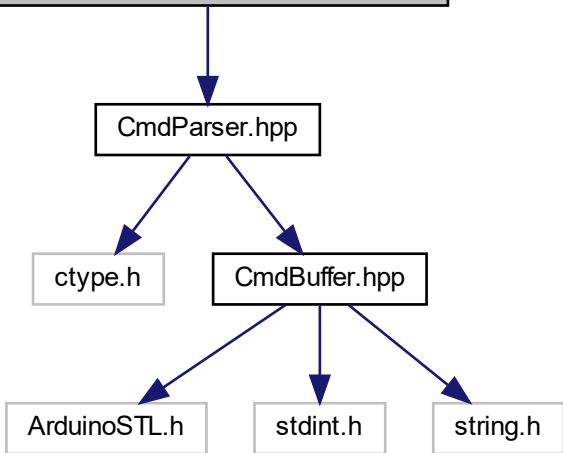 CmdParser.hpp
ctype.h
CmdBuffer.hpp
ArduinoSTL.h
stdint.h
string.h